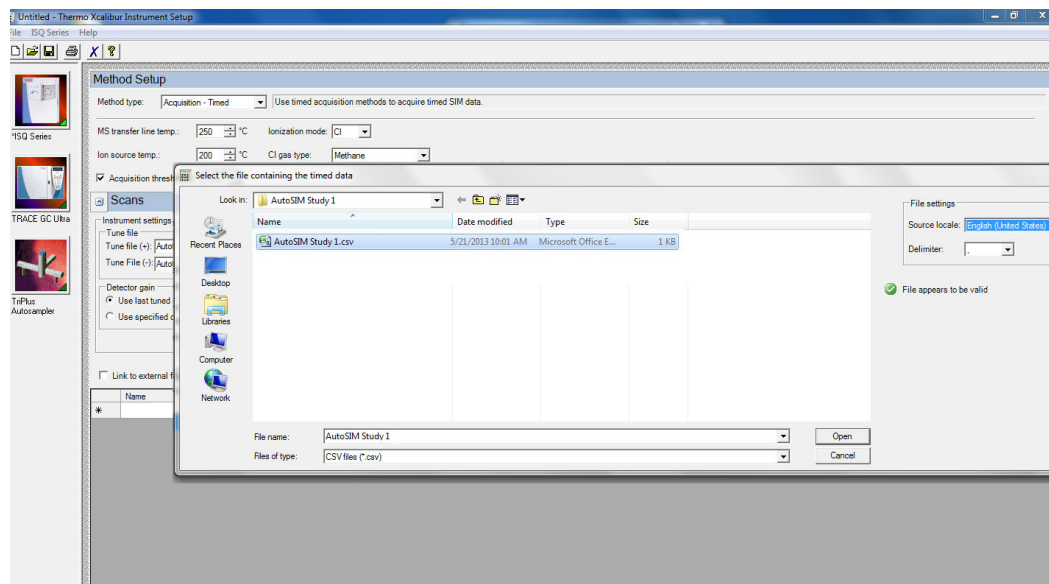 Untitled - Thermo Xcalibur Instrument Setup
File ISQ Series Help
Method Setup
Method type: Acquisition - Timed Use timed acquisition methods to acquire timed SIM data.
*ISQ Series
MS transfer line temp.: 250 °C Ionization mode: CI
Ion source temp.: 200 °C CI gas type: Methane
Acquisition thresh
Select the file containing the timed data
Scans
Look in: AutoSIM Study 1
File settings
TRACE GC Ultra
Instrument settings
Name Date modified Type Size
Source locale: English (United States)
Tune file
Tune file (+): Auto
Recent Places
AutoSIM Study 1.csv 5/21/2013 10:01 AM Microsoft Office E... 1 KB
Delimiter: ,
Tune File (-): Auto
Desktop
Detector gain
File appears to be valid
TriPlus
Autosampler
Use last tuned
Use specified d
Libraries
Computer
Link to external f
Network
Name
*
File name: AutoSIM Study 1 Open
Files of type: CSV files (*.csv) Cancel